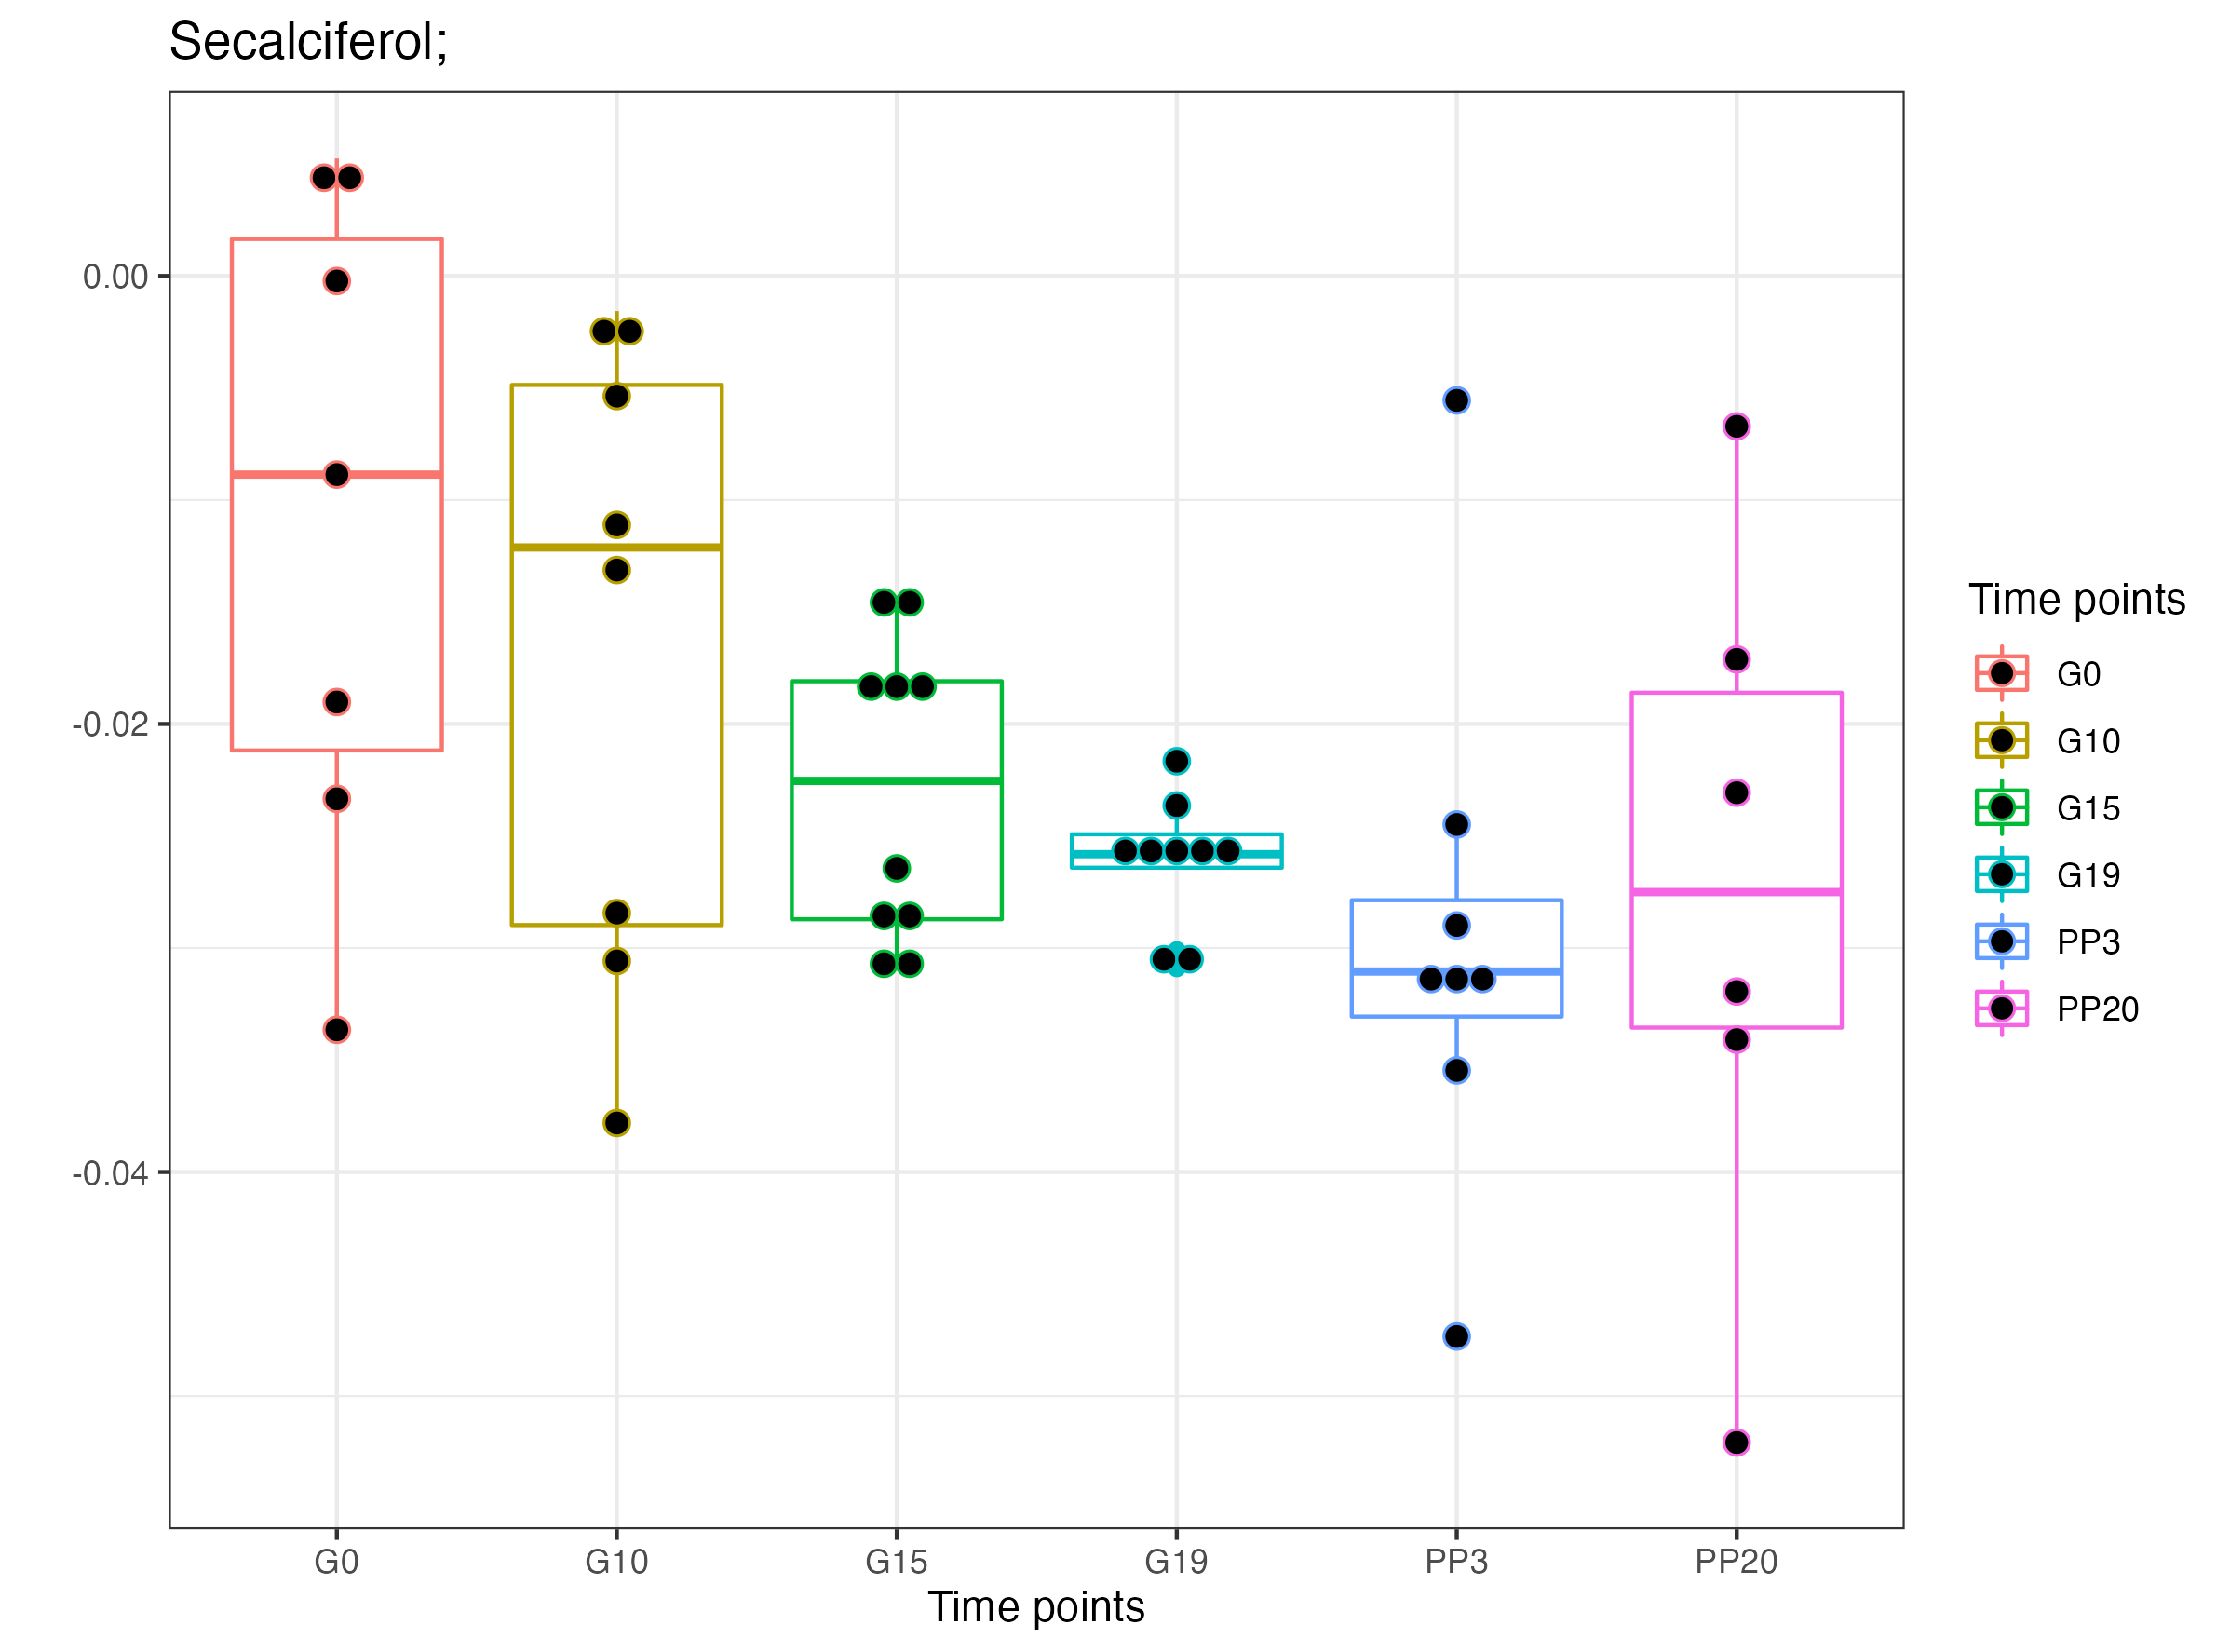 Secalciferol;
0.00
-0.02
-0.04
G0 G10 G15 G19 PP3 PP20
Time points
Time points
G0
G10
G15
G19
PP3
PP20